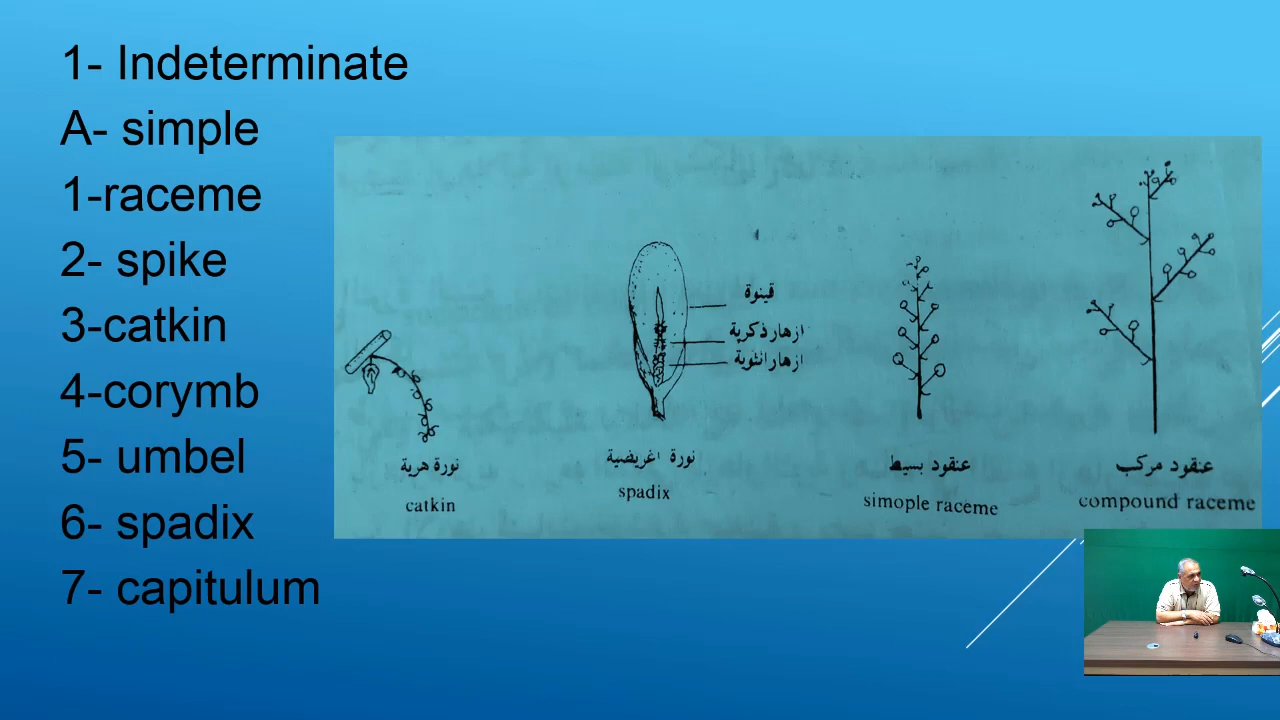 1- Indeterminate
A- simple
1-raceme
2- spike
3-catkin
4-corymb
5- umbel
6- spadix
7- capitulum
قينوة
ازهار ذكرية
ازهار انثوية
نورة هرية
catkin
نورة اغريضية
spadix
عنقود بسيط
simople raceme
عنقود مركب
compound raceme